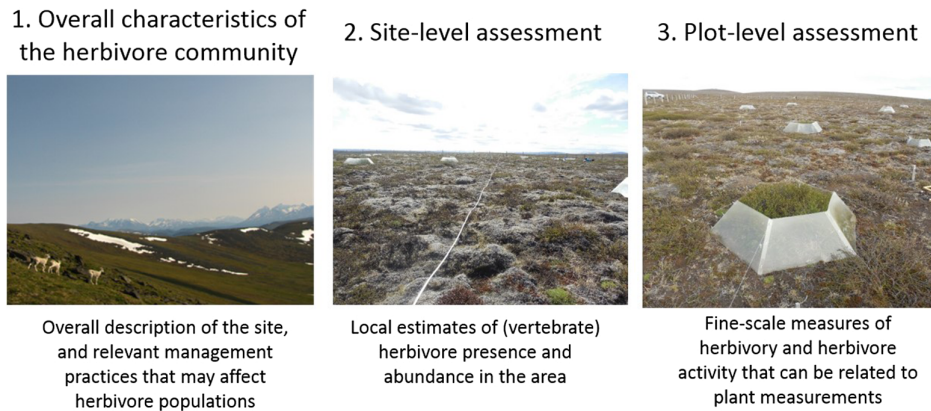 1. Overall characteristics of
the herbivore community
2. Site-level assessment
3. Plot-level assessment
Overall description of the site,
and relevant management
practices that may affect
herbivore populations
Local estimates of (vertebrate)
herbivore presence and
abundance in the area
Fine-scale measures of
herbivory and herbivore
activity that can be related to
plant measurements